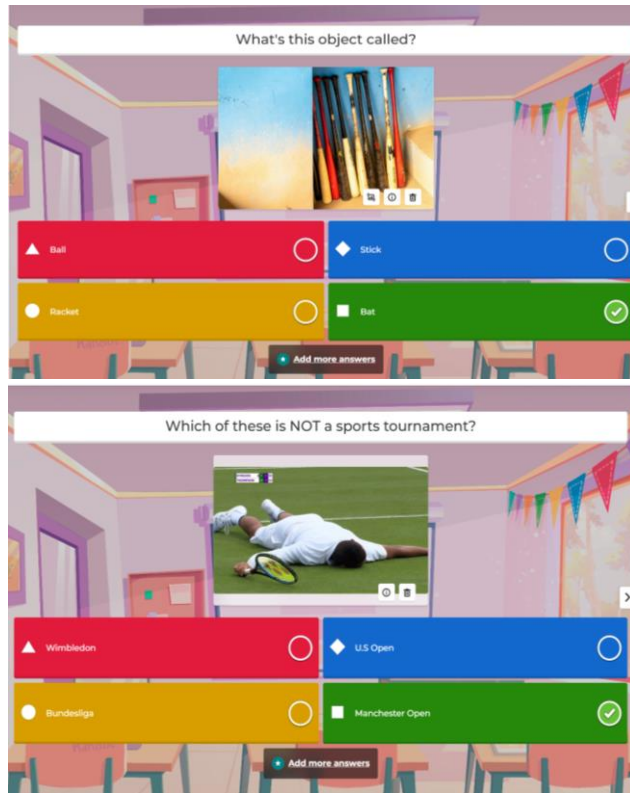 What's this object called?
Ball
Stick
Racket
Bat
Add more answers
Which of these is NOT a sports tournament?
Wimbledon
U.S Open
Bundesliga
Manchester Open
Add more answers